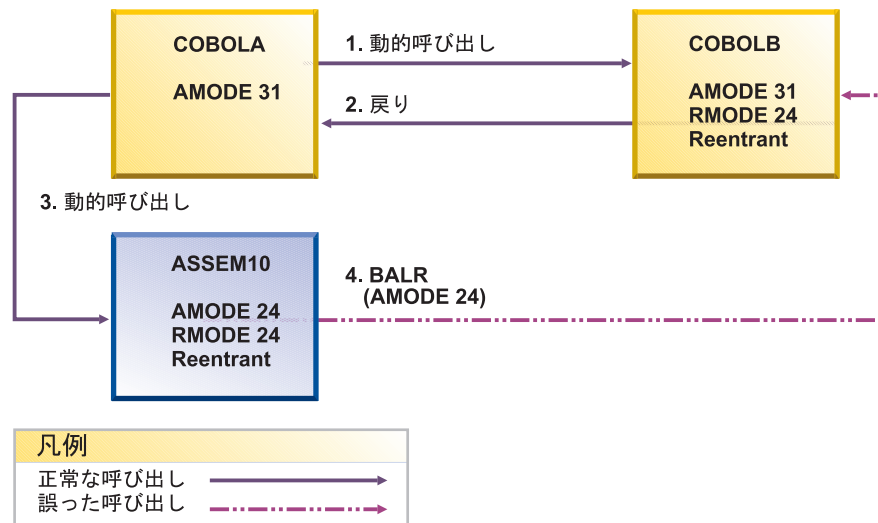 COBOLA
AMODE 31
1. 動的呼び出し
2. 戻り
COBOLB
AMODE 31
RMODE 24
Reentrant
3. 動的呼び出し
ASSEM10
AMODE 24
RMODE 24
Reentrant
4. BALR
(AMODE 24)
凡例
正常な呼び出し
誤った呼び出し